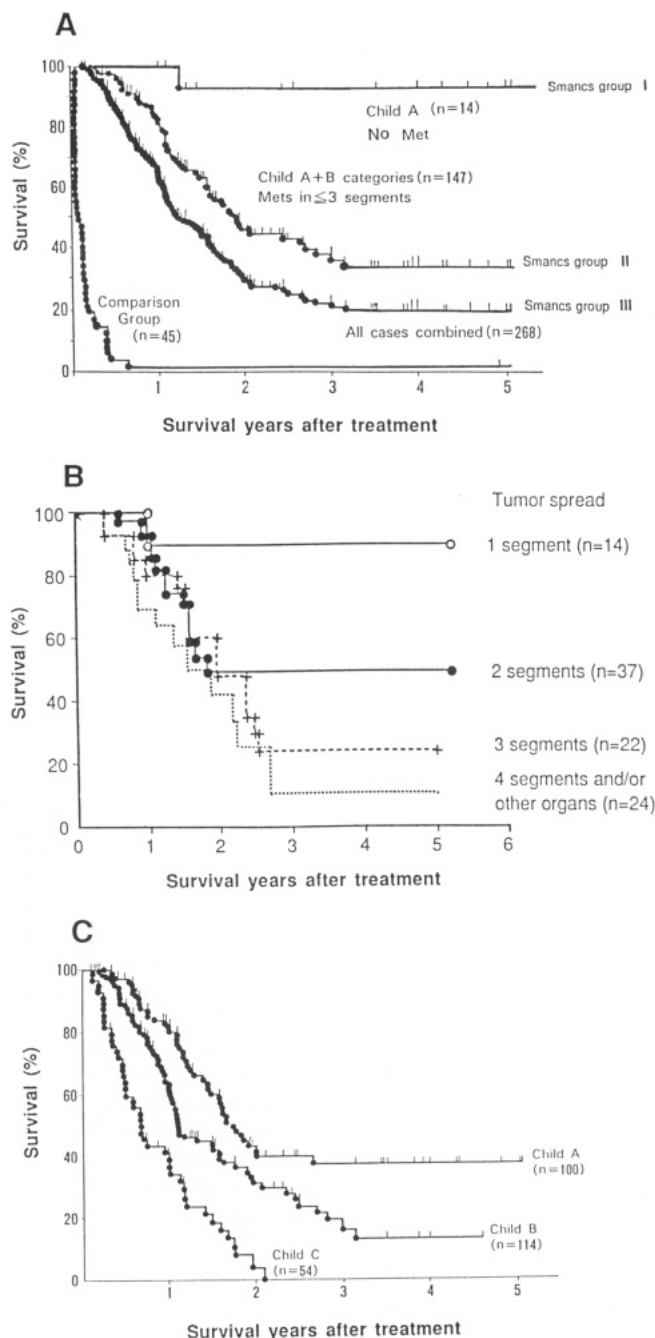 A
Survival (%)
100
80
60
40
20
0
Smancs group I
Child A (n=14)
No Met
Child A+B categories (n=147)
Mets in≦3 segments
Smancs group II
Smancs group III
Comparison
Group
(n=45)
All cases combined (n=268)
1 2 3 4 5
Survival years after treatment
B
Survival (%)
100
80
60
40
20
0
Tumor spread
1 segment (n=14)
2 segments (n=37)
3 segments (n=22)
4 segments and/or
other organs (n=24)
0 1 2 3 4 5 6
Survival years after treatment
C
Survival (%)
100
80
60
40
20
0
Child A
(n=100)
Child B
(n=114)
Child C
(n=54)
1 2 3 4 5
Survival years after treatment